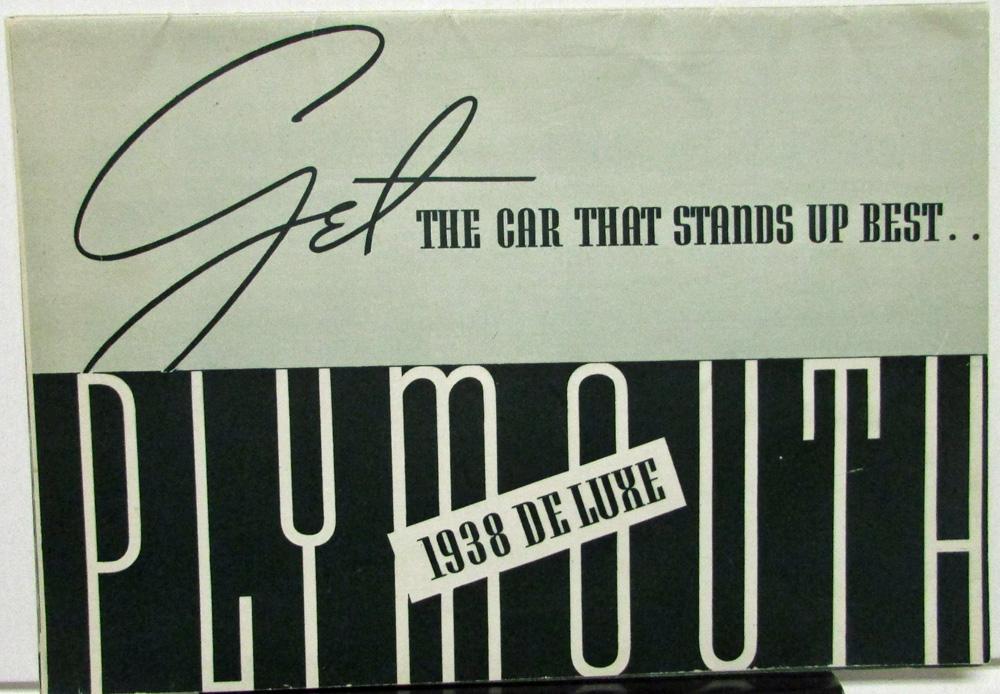 Get THE CAR THAT STANDS UP BEST..
PLYMOUTH
1938 DE LUXE